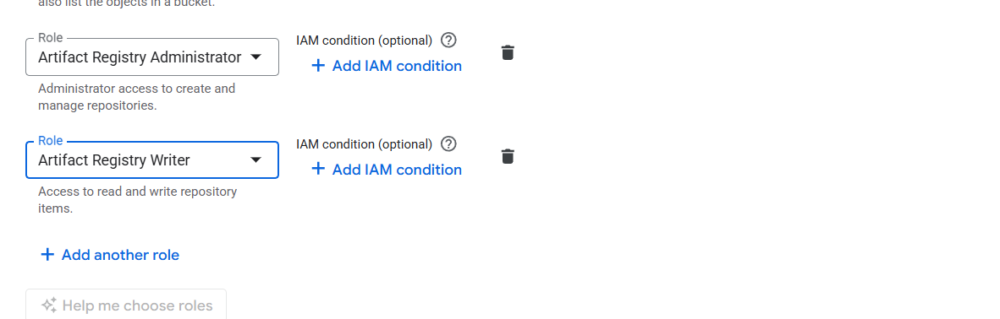 also list the objects in a bucket.
Role
Artifact Registry Administrator
IAM condition (optional)
+ Add IAM condition
Administrator access to create and
manage repositories.
Role
Artifact Registry Writer
IAM condition (optional)
+ Add IAM condition
Access to read and write repository
items.
+ Add another role
Help me choose roles